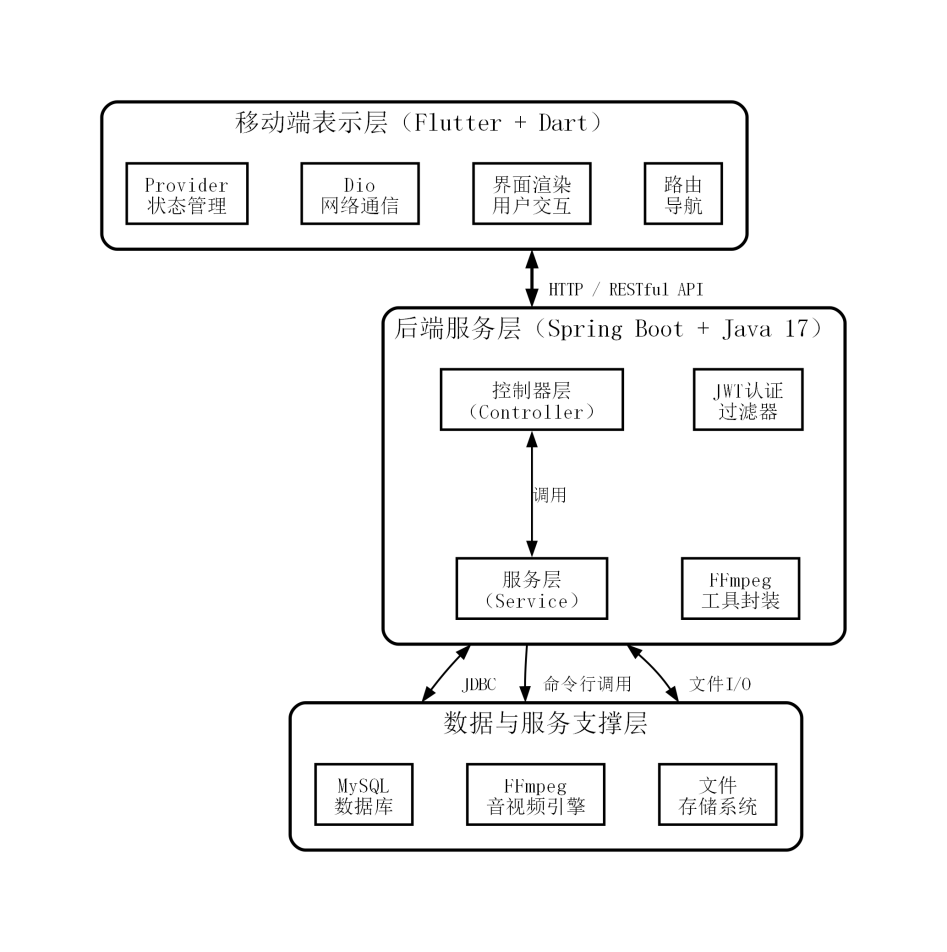 移动端表示层（Flutter + Dart）
Provider
状态管理
Dio
网络通信
界面渲染
用户交互
路由
导航
HTTP / RESTful API
后端服务层（Spring Boot + Java 17）
控制器层
（Controller）
JWT认证
过滤器
调用
服务层
（Service）
FFmpeg
工具封装
JDBC
命令行调用
文件I/O
数据与服务支撑层
MySQL
数据库
FFmpeg
音视频引擎
文件
存储系统